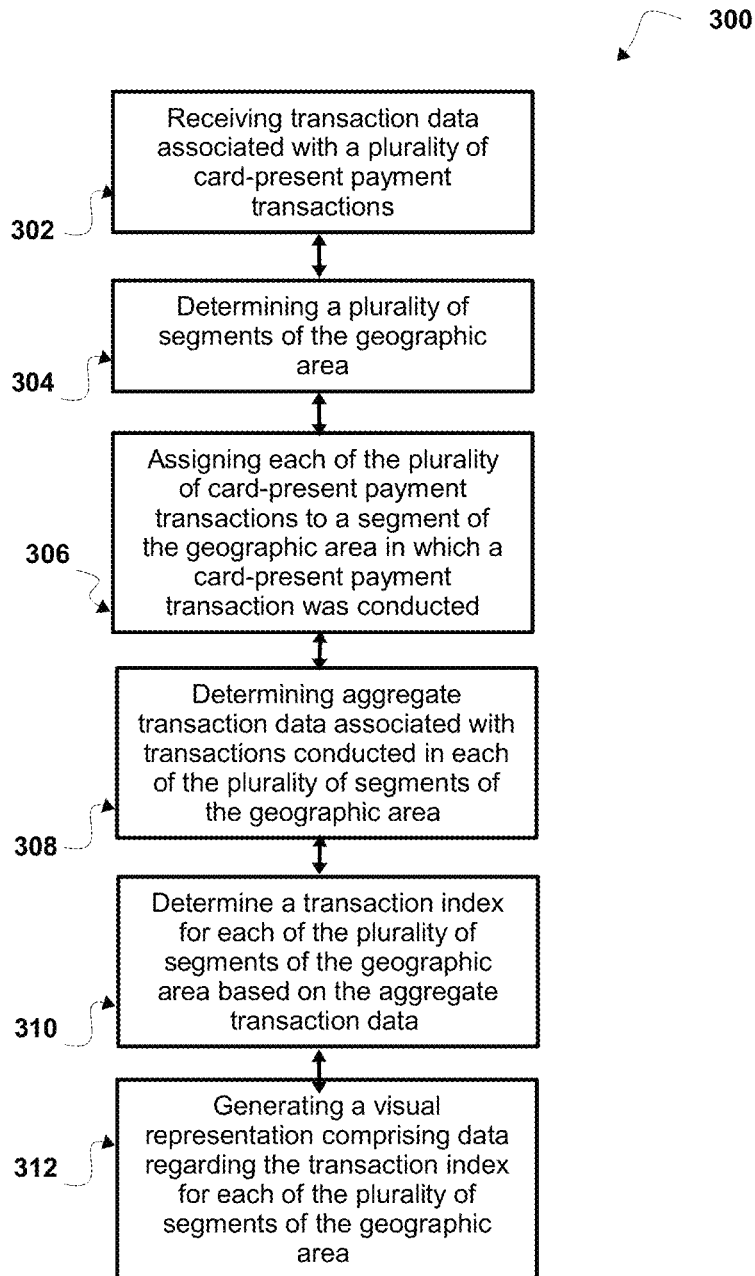 300
Receiving transaction data
associated with a plurality of
card-present payment
transactions
302
Determining a plurality of
segments of the geographic
area
304
Assigning each of the plurality
of card-present payment
transactions to a segment of
the geographic area in which a
card-present payment
transaction was conducted
306
Determining aggregate
transaction data associated with
transactions conducted in each
of the plurality of segments of
the geographic area
308
Determine a transaction index
for each of the plurality of
segments of the geographic
area based on the aggregate
transaction data
310
Generating a visual
representation comprising data
regarding the transaction index
for each of the plurality of
segments of the geographic
area
312